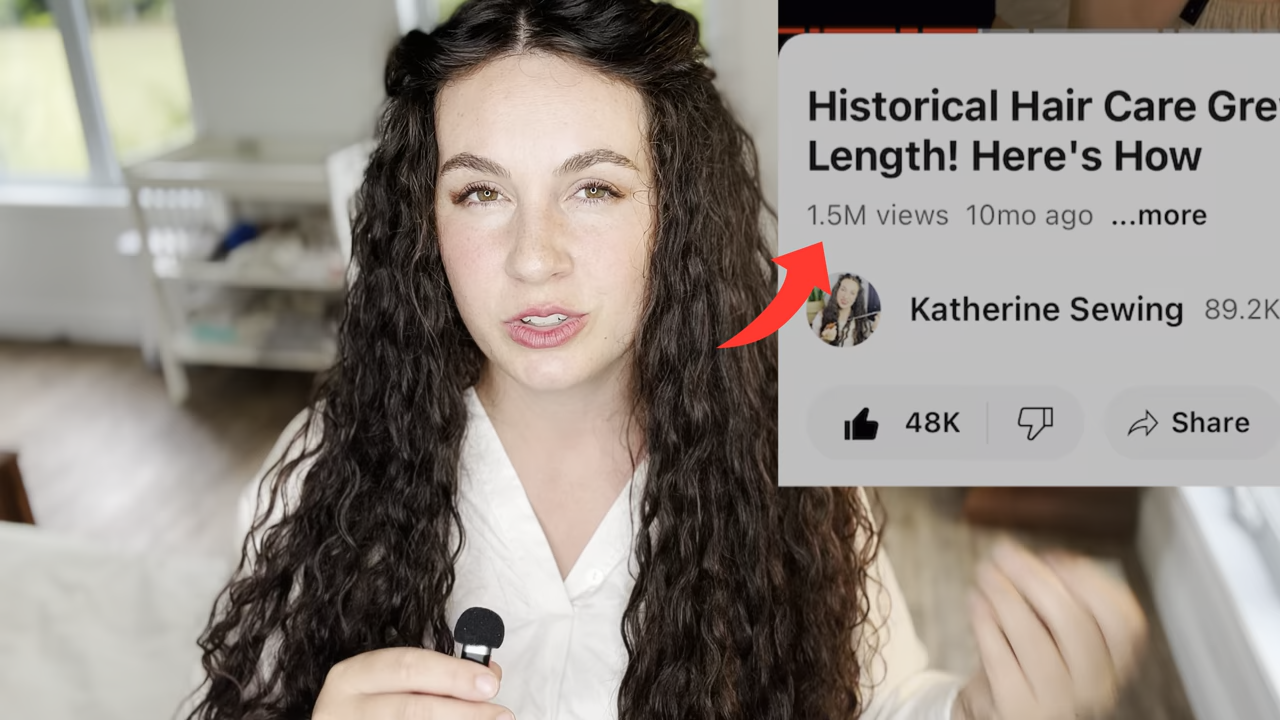 Historical Hair Care Gre
Length! Here's How
1.5M views 10mo ago ...more
Katherine Sewing 89.2K
48K Share